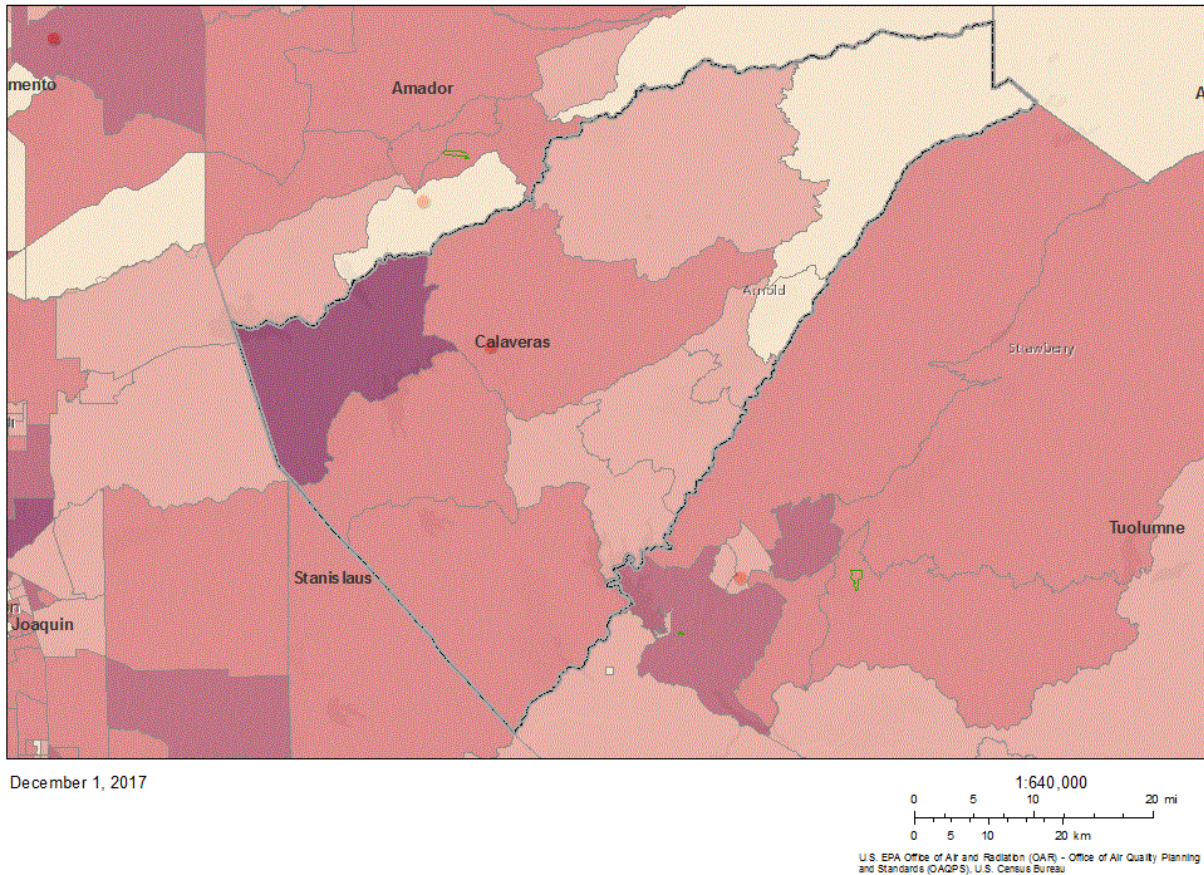 mento
Amador
A
Arnold
Calaveras
Strawberry
Tuolumne
Stanislaus
Joaquin
December 1, 2017
1:640,000
0 5 10 20 mi
0 5 10 20 km
U.S. EPA Office of Air and Radiation (OAR) - Office of Air Quality Planning
and Standards (OAQPS), U.S. Census Bureau